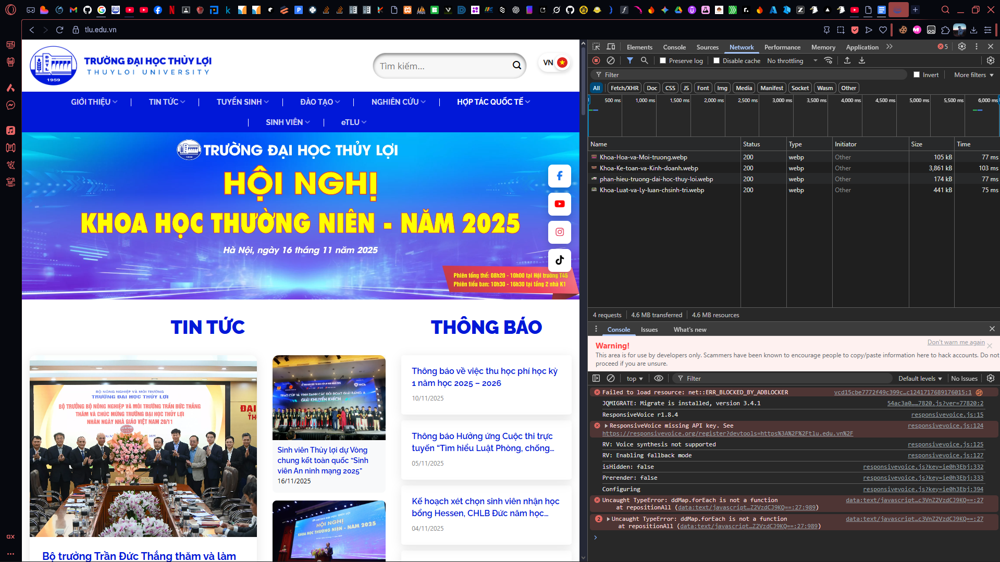 tlu.edu.vn
TRƯỜNG ĐẠI HỌC THỦY LỢI
THUYLOI UNIVERSITY
1959
Tìm kiếm...
VN
GIỚI THIỆU
TIN TỨC
TUYỂN SINH
ĐÀO TẠO
NGHIÊN CỨU
HỢP TÁC QUỐC TẾ
SINH VIÊN
eTLU
TRƯỜNG ĐẠI HỌC THỦY LỢI
HỘI NGHỊ
KHOA HỌC THƯỜNG NIÊN - NĂM 2025
Hà Nội, ngày 16 tháng 11 năm 2025
Phiên tổng thể: 08h20 - 10h00 tại Hội trường T45
Phiên tiểu ban: 10h30 - 16h30 tại tầng 2 nhà K1
TIN TỨC
BỘ NÔNG NGHIỆP VÀ MÔI TRƯỜNG
TRƯỜNG ĐẠI HỌC THỦY LỢI
BỘ TRƯỞNG BỘ NÔNG NGHIỆP VÀ MÔI TRƯỜNG TRẦN ĐỨC THẮNG
THĂM VÀ CHÚC MỪNG TRƯỜNG ĐẠI HỌC THỦY LỢI
NHÂN NGÀY NHÀ GIÁO VIỆT NAM 20/11
Bộ trưởng Trần Đức Thắng thăm và làm
TRAO CÚP VÀ VINH DANH CÁC ĐỘI ĐOẠT GIẢI BẢNG A
GIẢI KHUYẾN KHÍCH
Sinh viên Thủy lợi dự Vòng
chung kết toàn quốc “Sinh
viên An ninh mạng 2025”
16/11/2025
HỘI NGHỊ
KHOA HỌC THƯỜNG NIÊN - NĂM 2025
THÔNG BÁO
Thông báo về việc thu học phí học kỳ
1 năm học 2025 – 2026
10/11/2025
Thông báo Hưởng ứng Cuộc thi trực
tuyến “Tìm hiểu Luật Phòng, chống...
05/11/2025
Kế hoạch xét chọn sinh viên nhận học
bổng Hessen, CHLB Đức năm học...
04/11/2025
GX
Elements Console Sources Network Performance Memory Application 5
Preserve log Disable cache No throttling
Filter Invert More filters
All Fetch/XHR Doc CSS JS Font Img Media Manifest Socket Wasm Other
500 ms 1,000 ms 1,500 ms 2,000 ms 2,500 ms 3,000 ms 3,500 ms 4,000 ms 4,500 ms 5,000 ms 5,500 ms 6,000 ms
Name Status Type Initiator Size Time
Khoa-Hoa-va-Moi-truong.webp 200 webp Other 105 kB 77 ms
Khoa-Ke-toan-va-Kinh-doanh.webp 200 webp Other 3,861 kB 103 ms
phan-hieu-truong-dai-hoc-thuy-loi.webp 200 webp Other 174 kB 77 ms
Khoa-Luat-va-Ly-luan-chsinh-tri.webp 200 webp Other 441 kB 75 ms
4 requests 4.6 MB transferred 4.6 MB resources
Console Issues What's new
Warning! Don't warn me again
This area is for use by developers only. Scammers have been known to encourage people to copy/paste information here to hack accounts. Do not
proceed if you are unsure.
top Filter Default levels No Issues
Failed to load resource: net::ERR_BLOCKED_BY_ADBLOCKER vcd15cbe7772f49c399c…c1241717689176015:1
JQMIGRATE: Migrate is installed, version 3.4.1 54ac3a0……7820.js?ver=77820:2
ResponsiveVoice r1.8.4 responsivevoice.js:15
ResponsiveVoice missing API key. See responsivevoice.js:124
https://responsivevoice.org/register?devtools=https%3A%2F%2Ftlu.edu.vn%2F
RV: Voice synthesis not supported responsivevoice.js:125
RV: Enabling fallback mode responsivevoice.js:127
isHidden: false responsivevoice.js?key=ie0h3Ebj:332
Prerender: false responsivevoice.js?key=ie0h3Ebj:333
Configuring responsivevoice.js?key=ie0h3Ebj:394
Uncaught TypeError: ddMap.forEach is not a function data:text/javascript…c3VnZ2VzdCJ9KQ==:27
at repositionAll (data:text/javascript…Z2VzdCJ9KQ==:27:989)
2 Uncaught TypeError: ddMap.forEach is not a function data:text/javascript…c3VnZ2VzdCJ9KQ==:27
at repositionAll (data:text/javascript…Z2VzdCJ9KQ==:27:989)